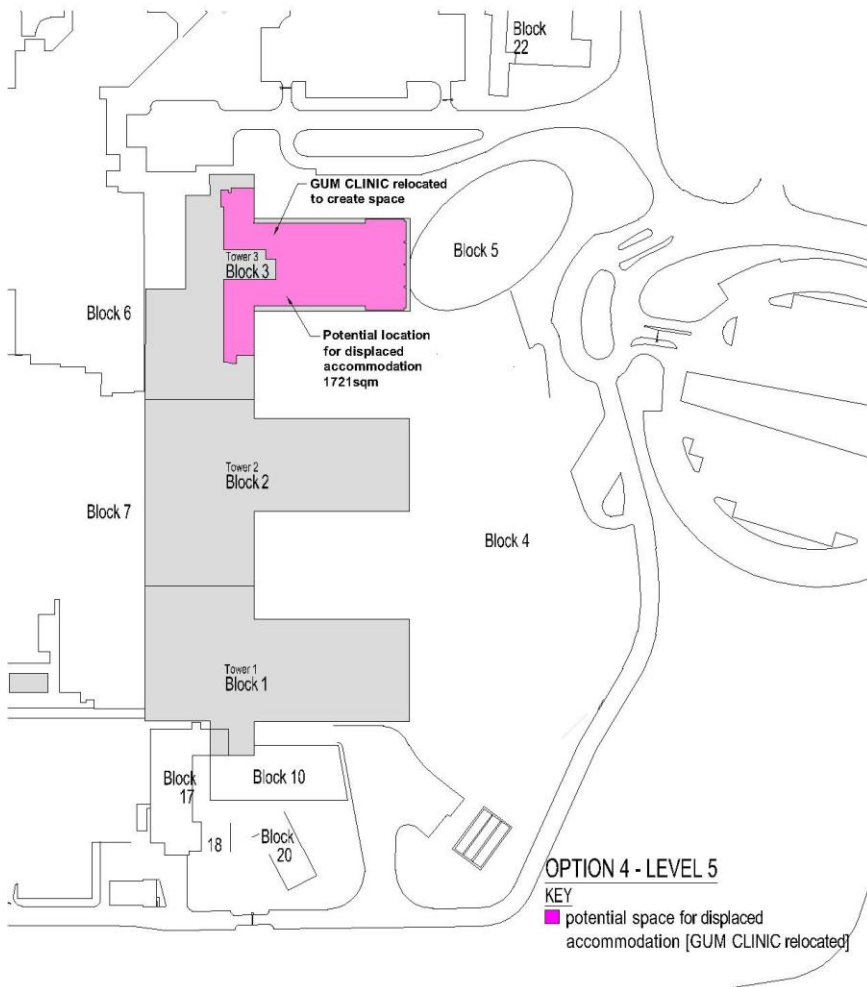 Block
22
GUM CLINIC relocated
to create space
Tower 3
Block 3
Block 5
Block 6
Potential location
for displaced
accommodation
1721sqm
Tower 2
Block 2
Block 7
Block 4
Tower 1
Block 1
Block
17
Block 10
18
Block
20
OPTION 4 - LEVEL 5
KEY
potential space for displaced
accommodation [GUM CLINIC relocated]